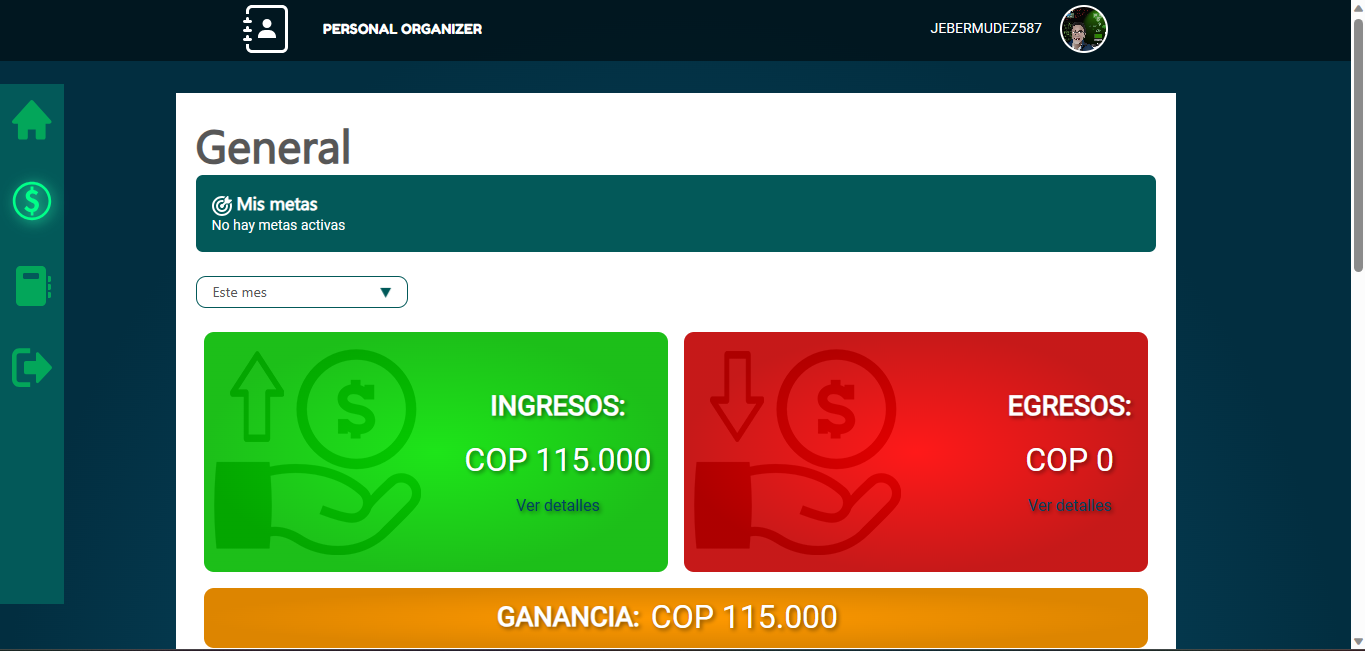 PERSONAL ORGANIZER
JEBERMUDEZ587
General
Mis metas
No hay metas activas
Este mes
INGRESOS:
COP 115.000
Ver detalles
EGRESOS:
COP 0
Ver detalles
GANANCIA: COP 115.000